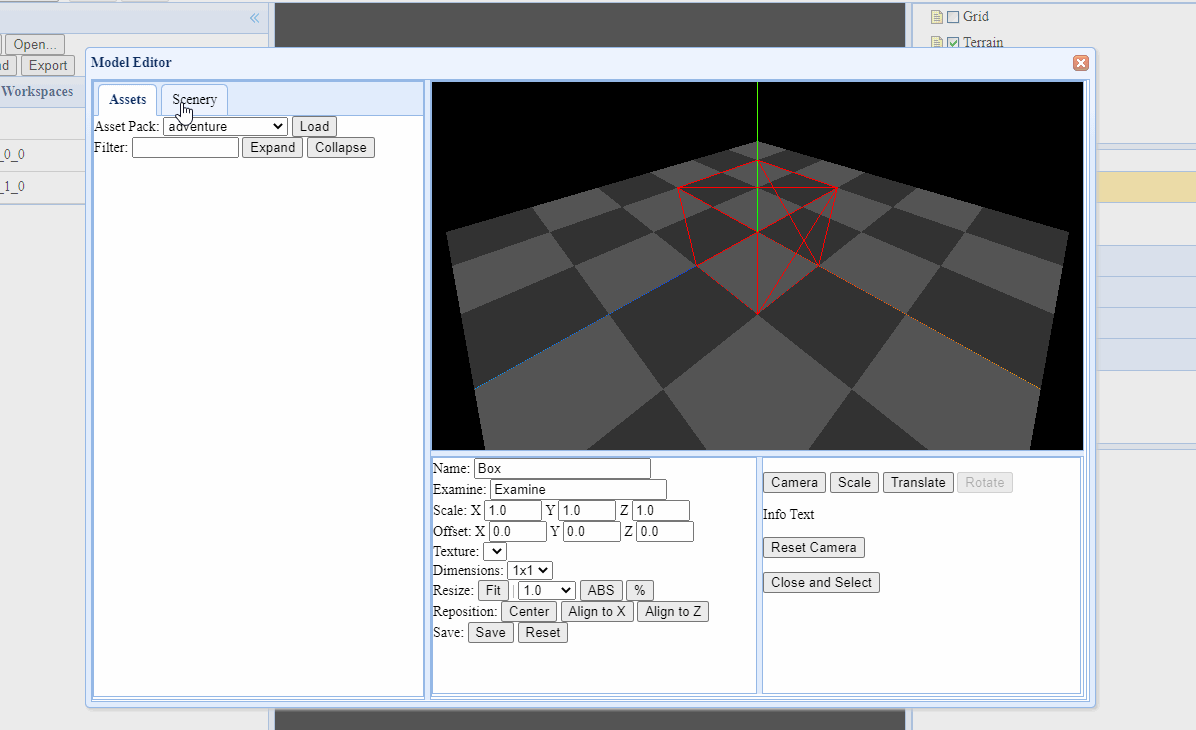 Grid
Open...
Terrain
d Export
Model Editor
Workspaces
Assets Scenery
Asset Pack: adventure Load
Filter: Expand Collapse
_0_0
_1_0
Name: Box
Examine: Examine
Scale: X 1.0 Y 1.0 Z 1.0
Offset: X 0.0 Y 0.0 Z 0.0
Texture:
Dimensions: 1x1
Resize: Fit | 1.0 ABS %
Reposition: Center Align to X Align to Z
Save: Save Reset
Camera Scale Translate Rotate
Info Text
Reset Camera
Close and Select